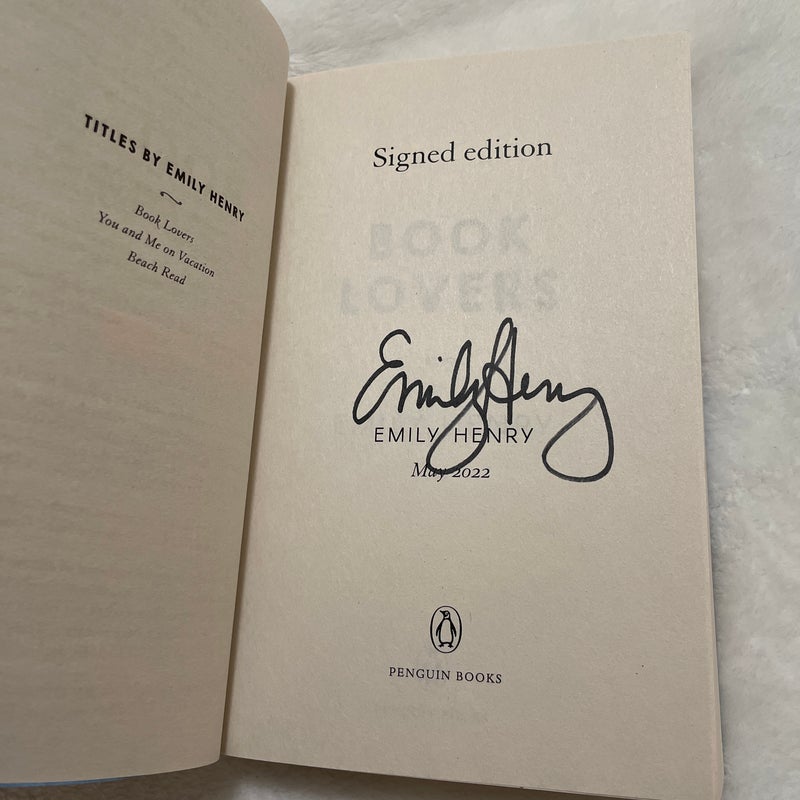 TITLES BY EMILY HENRY
Book Lovers
You and Me on Vacation
Beach Read
Signed edition
BOOK
LOVERS
Emily Henry
EMILY HENRY
May 2022
PENGUIN BOOKS